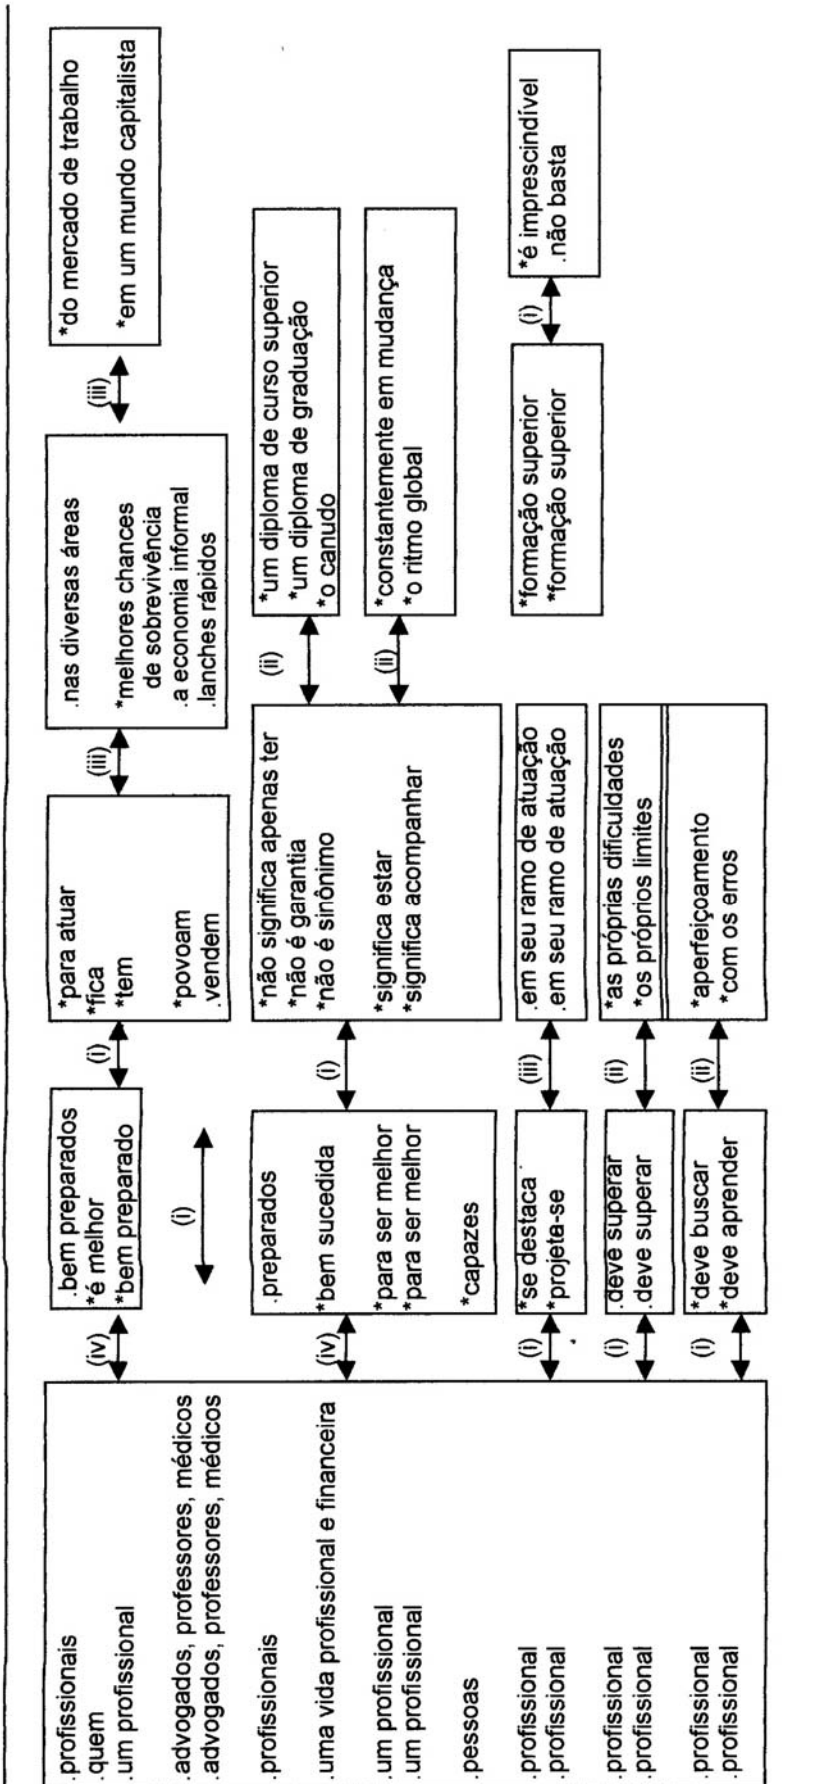 .profissionais
.quem
.um profissional
.advogados, professores, médicos
.advogados, professores, médicos
.profissionais
.uma vida profissional e financeira
.um profissional
.um profissional
.pessoas
.profissional
.profissional
.profissional
.profissional
.profissional
.profissional
(iv)
(iv)
(i)
(i)
(i)
.bem preparados
*é melhor
*bem preparado
(i)
.preparados
*bem sucedida
*para ser melhor
*para ser melhor
*capazes
*se destaca
*projeta-se
.deve superar
.deve superar
*deve buscar
*deve aprender
(i)
(i)
(iii)
(ii)
(ii)
*para atuar
*fica
*tem
*povoam
.vendem
*não significa apenas ter
*não é garantia
*não é sinônimo
*significa estar
*significa acompanhar
.em seu ramo de atuação
.em seu ramo de atuação
*as próprias dificuldades
*os próprios limites
*aperfeiçoamento
*com os erros
(iii)
(ii)
(ii)
.nas diversas áreas
*melhores chances
de sobrevivência
.a economia informal
.lanches rápidos
*um diploma de curso superior
*um diploma de graduação
*o canudo
*constantemente em mudança
*o ritmo global
*formação superior
*formação superior
(iii)
(i)
*do mercado de trabalho
*em um mundo capitalista
*é imprescindível
.não basta